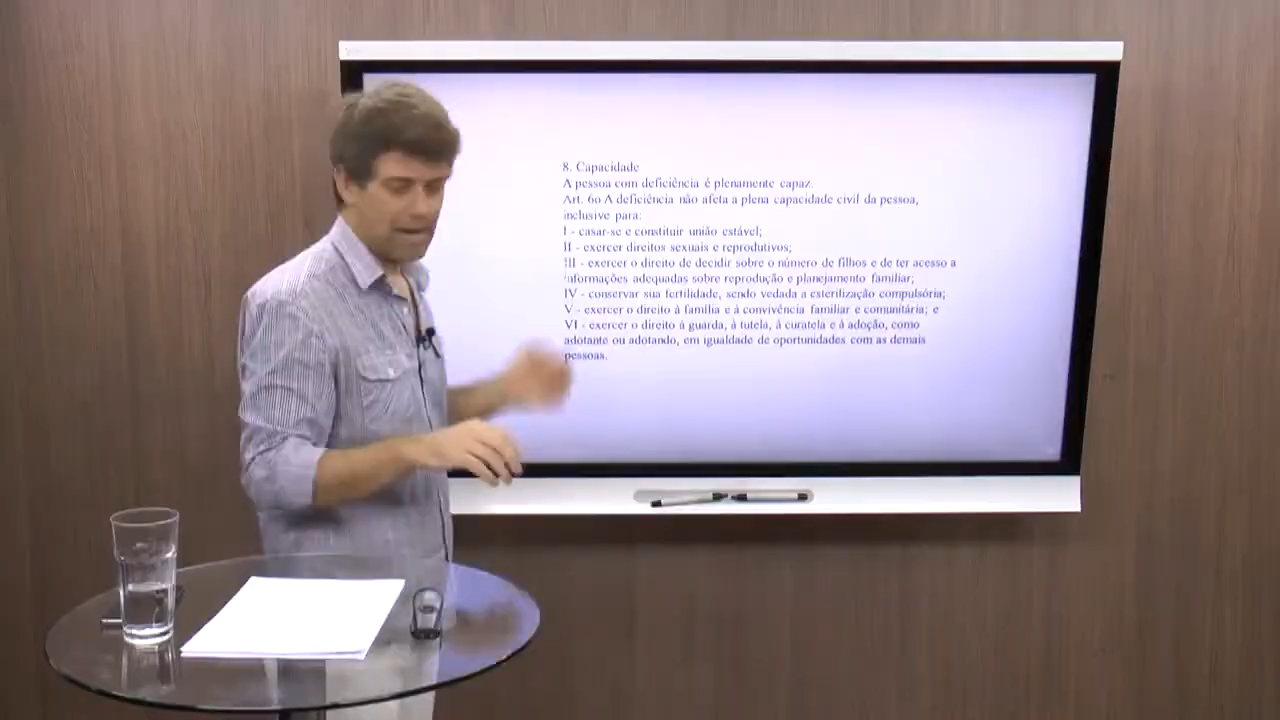 8. Capacidade
A pessoa com deficiência é plenamente capaz.
Art. 6o A deficiência não afeta a plena capacidade civil da pessoa,
inclusive para:
I - casar-se e constituir união estável;
II - exercer direitos sexuais e reprodutivos;
III - exercer o direito de decidir sobre o número de filhos e de ter acesso a
informações adequadas sobre reprodução e planejamento familiar;
IV - conservar sua fertilidade, sendo vedada a esterilização compulsória;
V - exercer o direito à família e à convivência familiar e comunitária; e
VI - exercer o direito à guarda, à tutela, à curatela e à adoção, como
adotante ou adotando, em igualdade de oportunidades com as demais
pessoas.